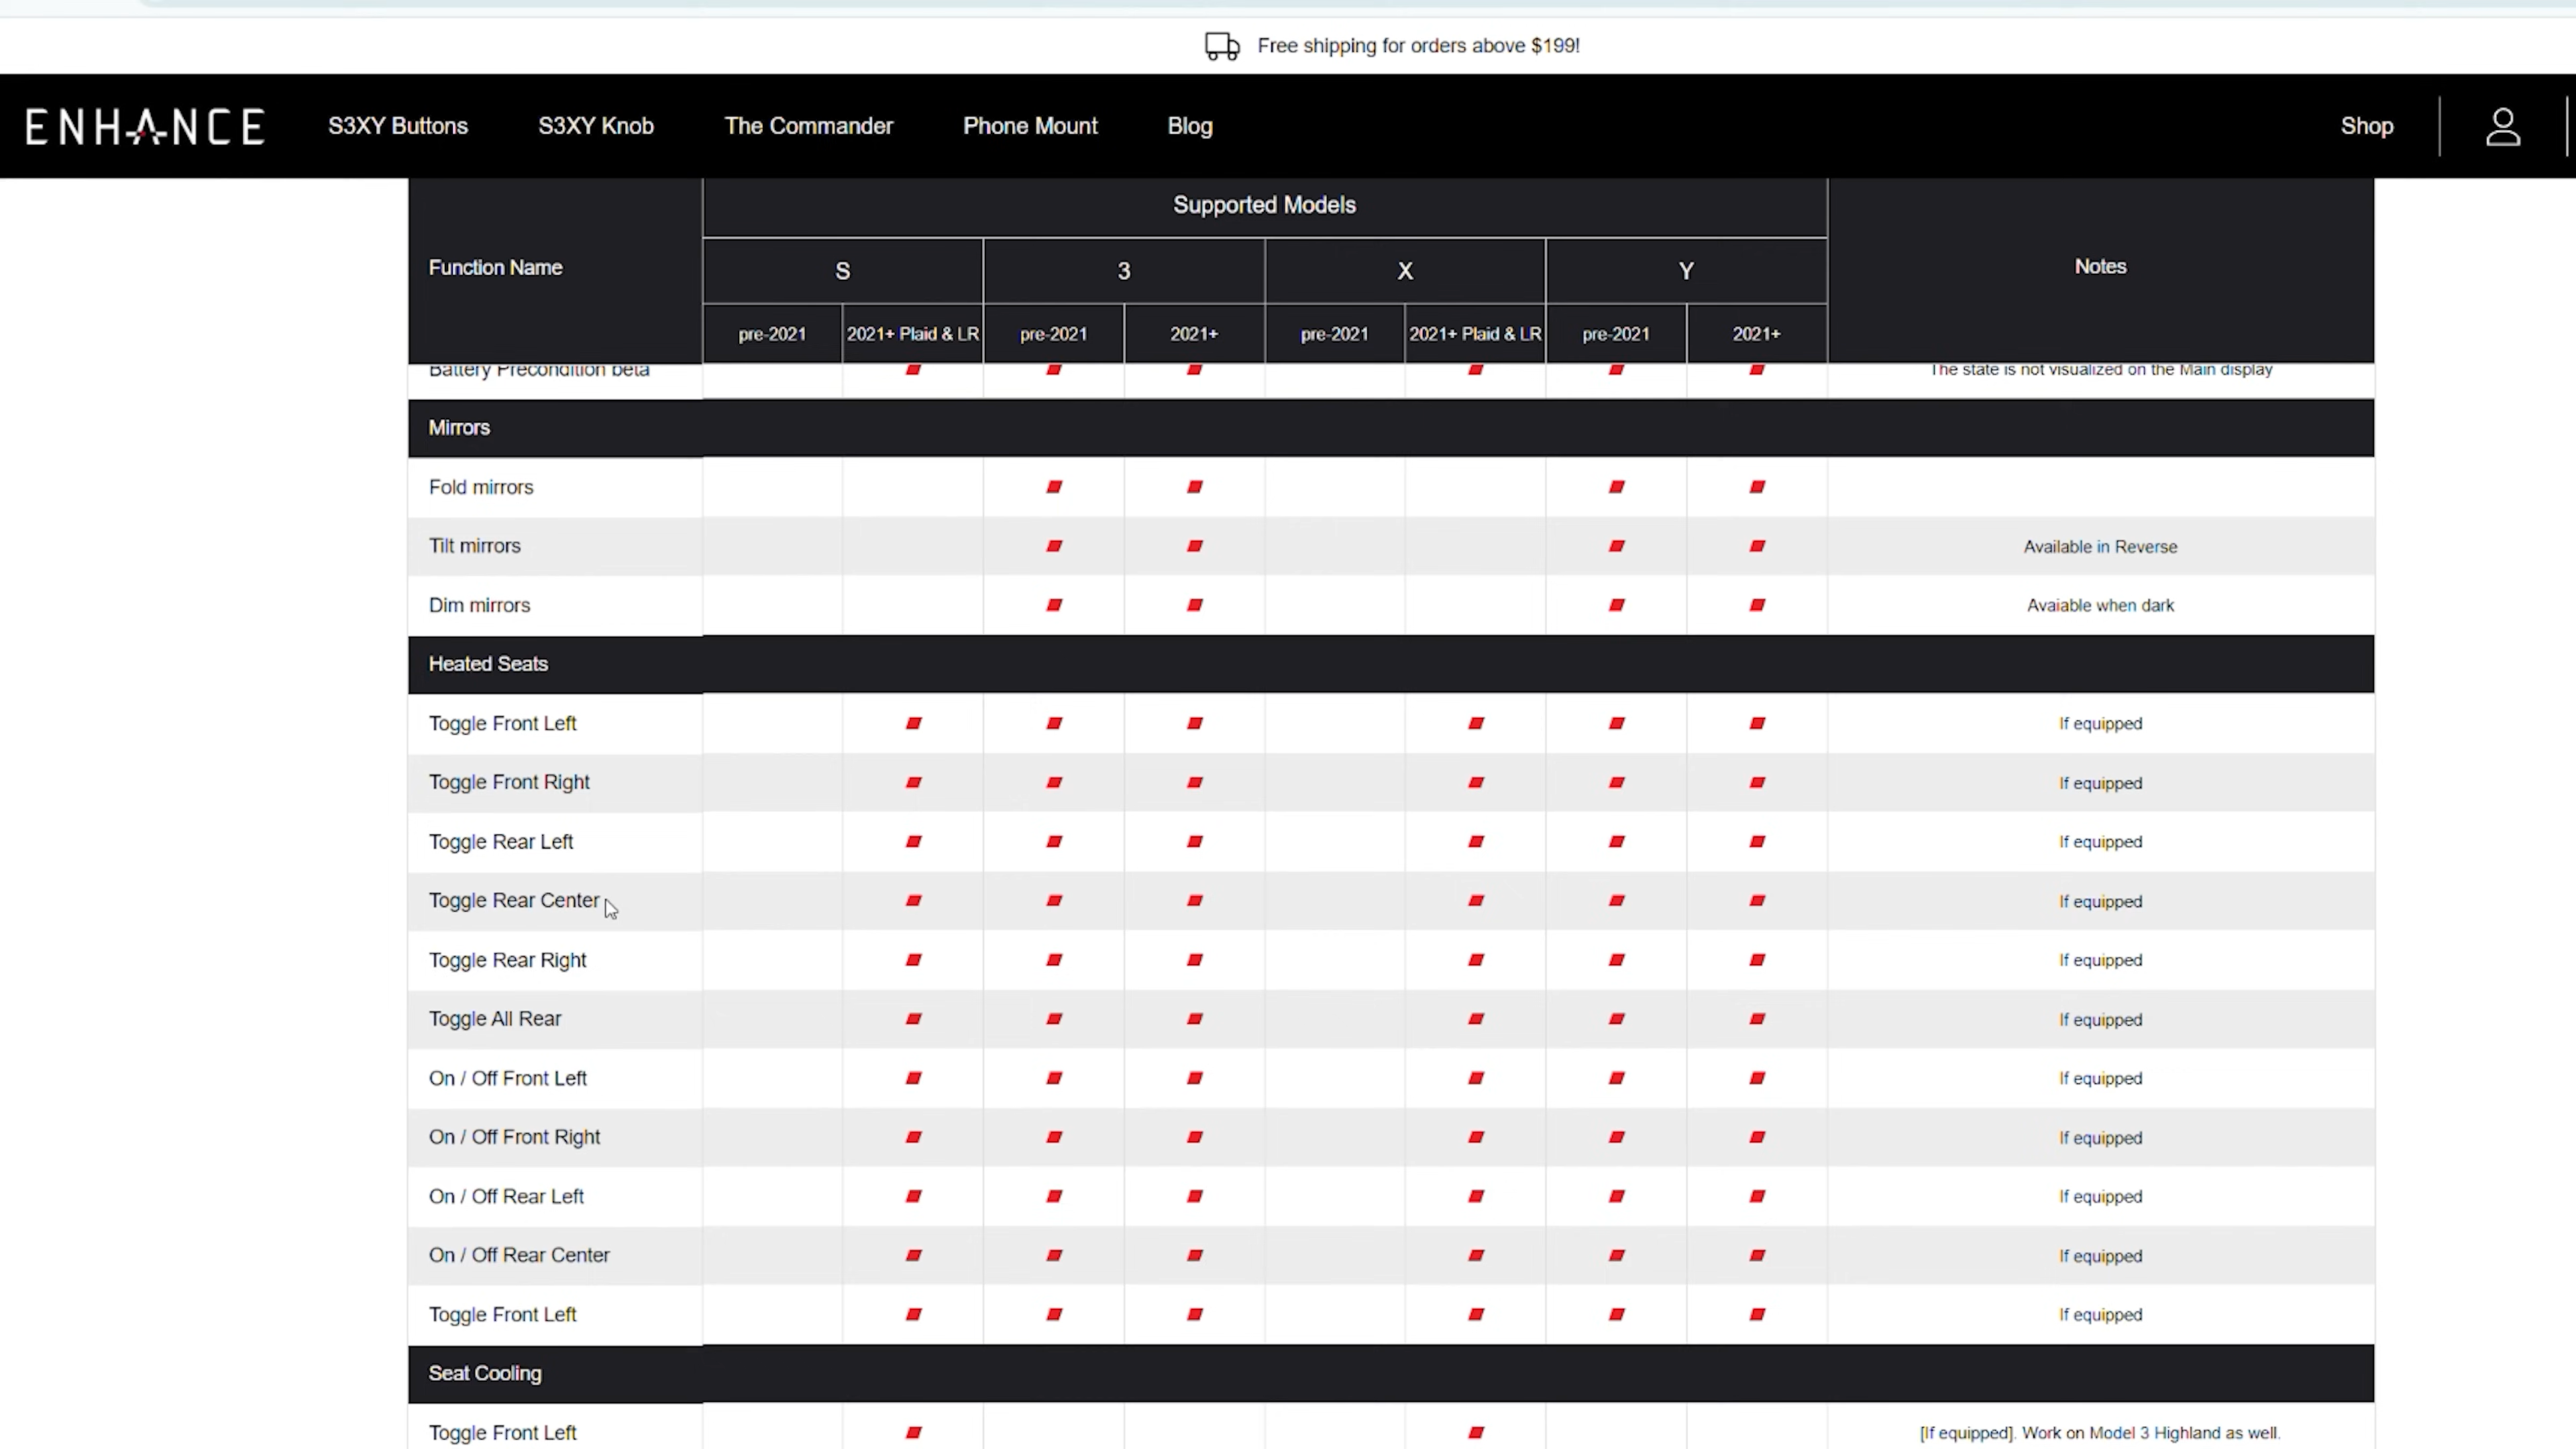 Free shipping for orders above $199!
ENHANCE S3XY Buttons S3XY Knob The Commander Phone Mount Blog Shop
Supported Models
Function Name S 3 X Y Notes
pre-2021 2021+ Plaid & LR pre-2021 2021+ pre-2021 2021+ Plaid & LR pre-2021 2021+
Battery Precondition beta The state is not visualized on the Main display
Mirrors
Fold mirrors
Tilt mirrors Available in Reverse
Dim mirrors Avaiable when dark
Heated Seats
Toggle Front Left If equipped
Toggle Front Right If equipped
Toggle Rear Left If equipped
Toggle Rear Center If equipped
Toggle Rear Right If equipped
Toggle All Rear If equipped
On / Off Front Left If equipped
On / Off Front Right If equipped
On / Off Rear Left If equipped
On / Off Rear Center If equipped
Toggle Front Left If equipped
Seat Cooling
Toggle Front Left [If equipped]. Work on Model 3 Highland as well.